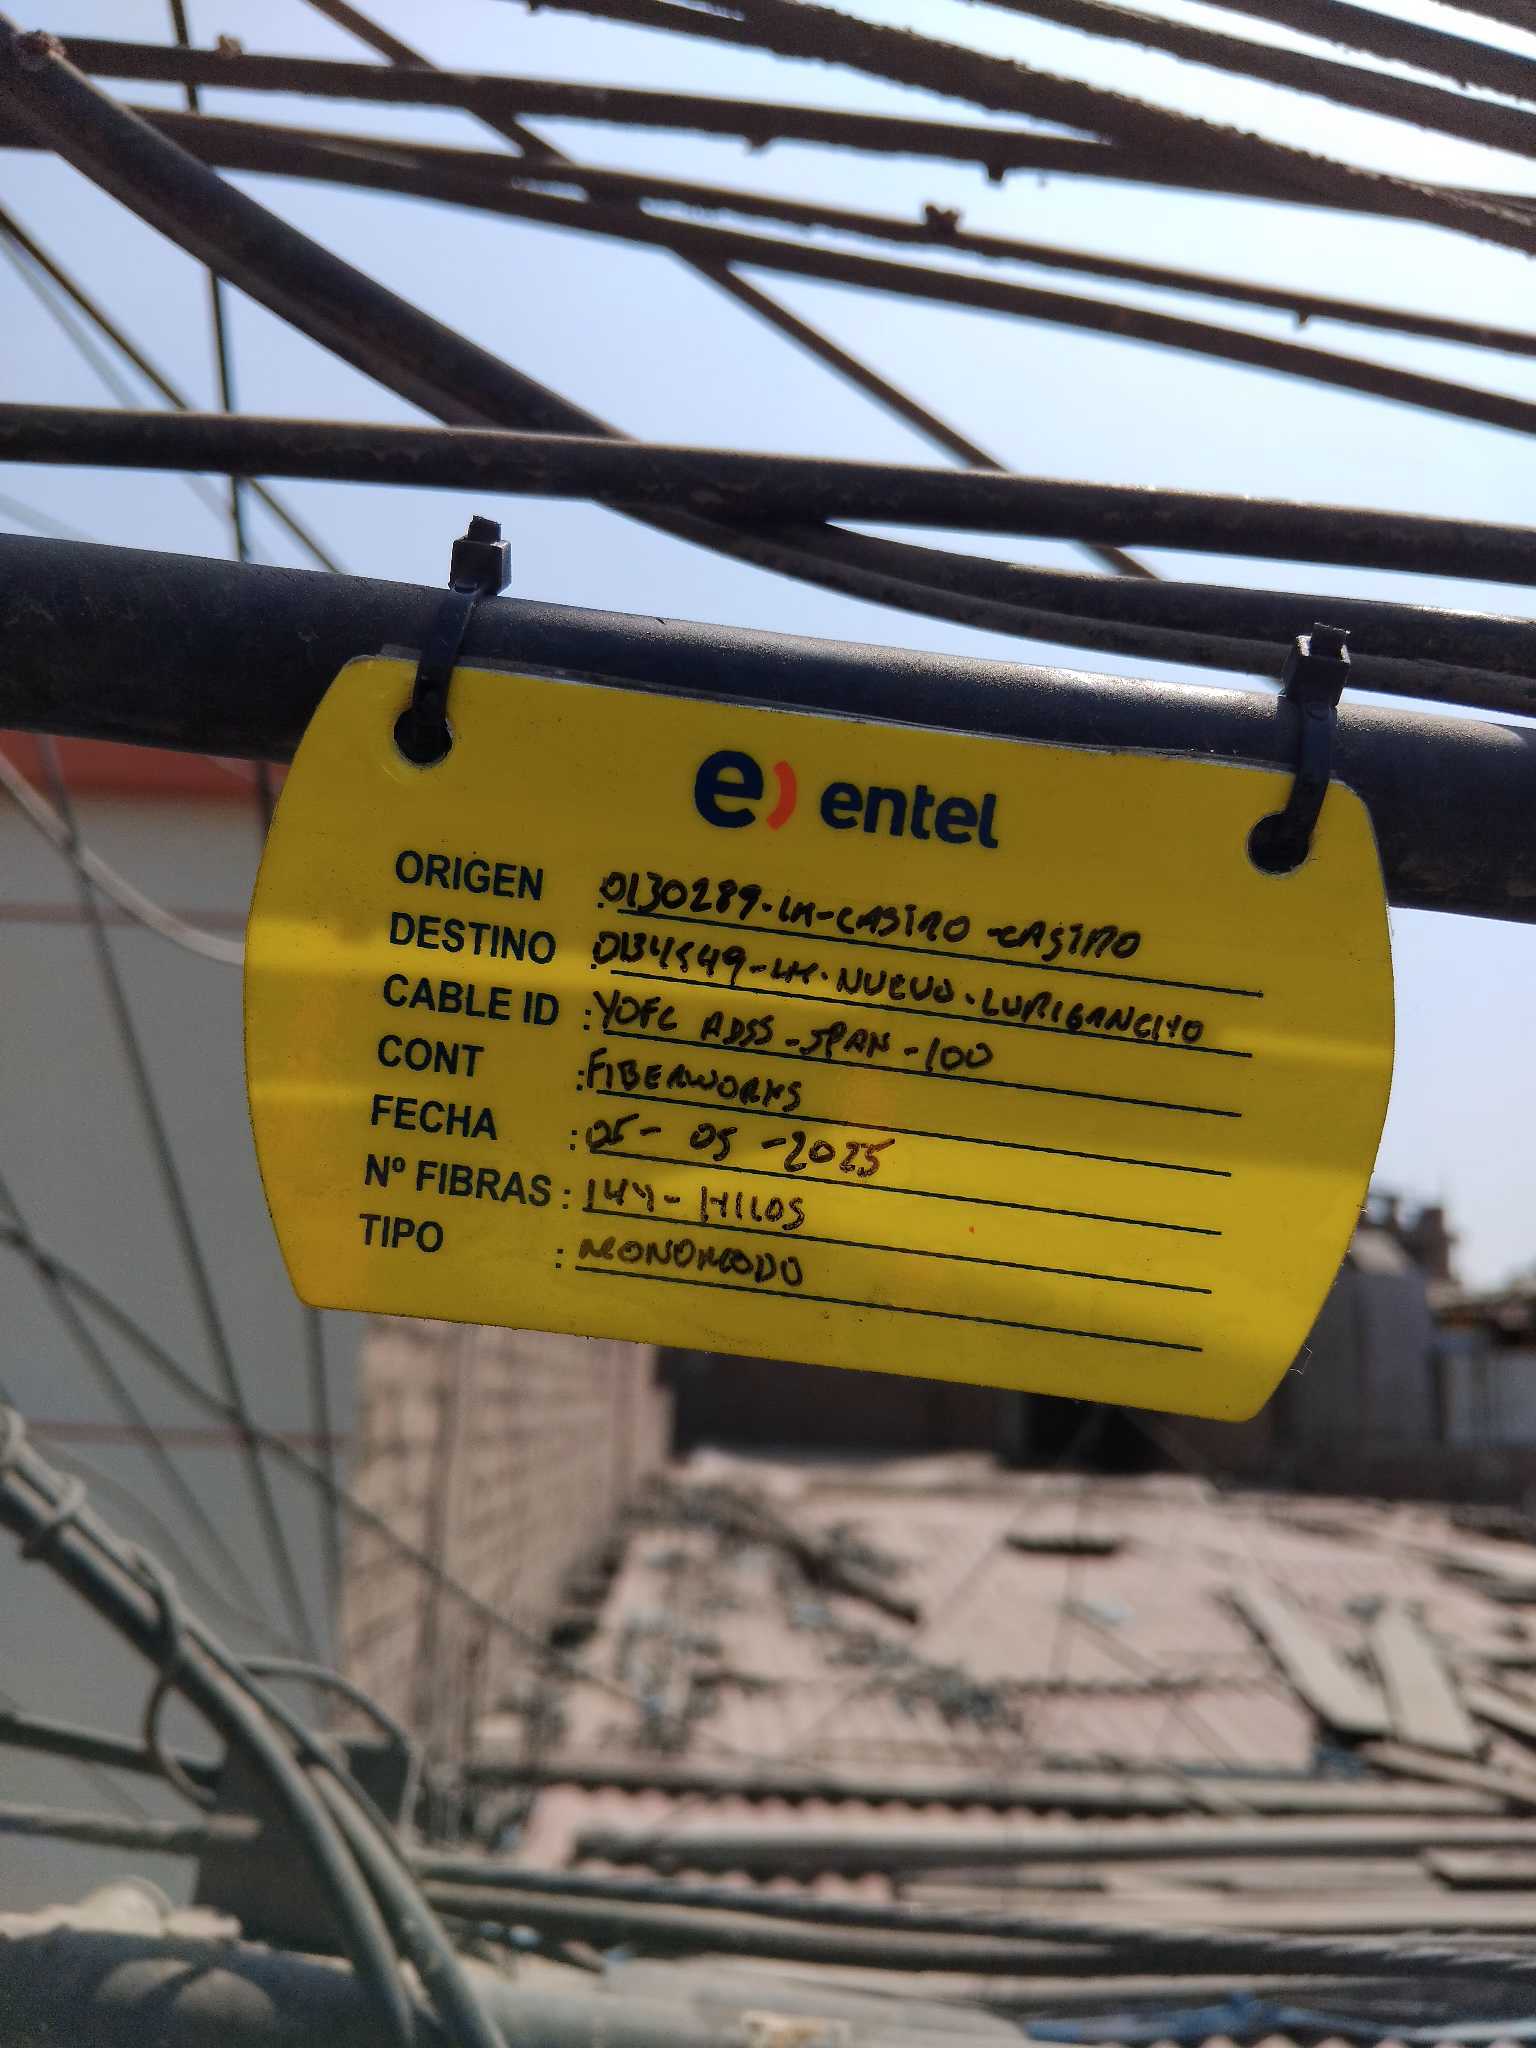 e) entel
ORIGEN : 0130289-LM-CASTRO-CASTRO
DESTINO : -LM-NUEVO-LURIGANCHO
CABLE ID : YOFC ADSS-SPAN-100
CONT : FIBERWORKS
FECHA : 05-05-2025
Nº FIBRAS : 144-HILOS
TIPO : MONOMODO